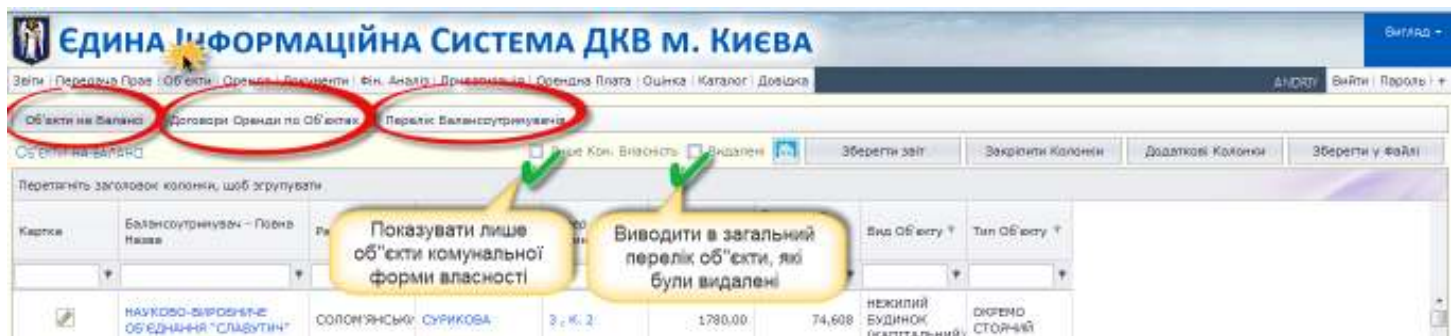 ЄДИНА ІНФОРМАЦІЙНА СИСТЕМА ДКВ М. КИЄВА
Вигляд
Звіти | Передача Прав | Об'єкти | Оренда | Документи | Фін. Аналіз | Приватизація | Орендна Плата | Оцінка | Каталог | Довідка
Вийти | Пароль |
Об'єкти на Балансі Договори Оренди по Об'єктах Перелік Балансоутримувачів
ОБ'ЄКТИ НА БАЛАНСІ Лише Ком. Власність Видалені Зберегти звіт Закріпити Колонки Додаткові Колонки Зберегти у Файлі
Перетягніть заголовок колонки, щоб згрупувати
Картка Балансоутримувач – Повна Назва Вид Об'єкту Тип Об'єкту
Показувати лише
об"єкти комунальної
форми власності
Виводити в загальний
перелік об"єкти, які
були видалені
НАУКОВО-ВИРОБНИЧЕ
ОБ'ЄДНАННЯ "СЛАВУТИЧ"
СОЛОМ'ЯНСЬКИ СУРИКОВА 3, К. 2 1780,00 74,608
НЕЖИЛИЙ
БУДИНОК
(КАПІТАЛЬНИЙ)
ОКРЕМО
СТОЯЧИЙ